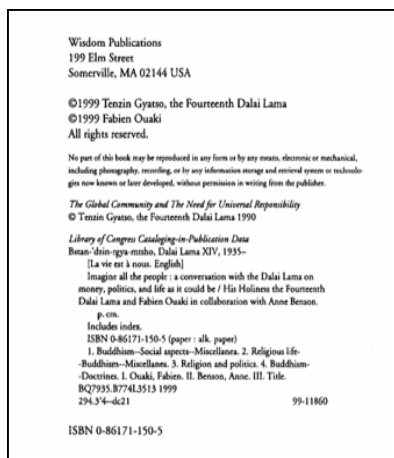 Wisdom Publications
199 Elm Street
Somerville, MA 02144 USA
©1999 Tenzin Gyatso, the Fourteenth Dalai Lama
©1999 Fabien Ouaki
All rights reserved.
No part of this book may be reproduced in any form or by any means, electronic or mechanical,
including photography, recording, or by any information storage and retrieval system or technolo-
gies now known or later developed, without permission in writing from the publisher.
The Global Community and The Need for Universal Responsibility
© Tenzin Gyatso, the Fourteenth Dalai Lama 1990
Library of Congress Cataloging-in-Publication Data
Bstan-'dzin-rgya-mtsho, Dalai Lama XIV, 1935–
[La vie est à nous. English]
Imagine all the people : a conversation with the Dalai Lama on
money, politics, and life as it could be / His Holiness the Fourteenth
Dalai Lama and Fabien Ouaki in collaboration with Anne Benson.
p. cm.
Includes index.
ISBN 0-86171-150-5 (paper : alk. paper)
1. Buddhism--Social aspects--Miscellanea. 2. Religious life-
-Buddhism--Miscellanea. 3. Religion and politics. 4. Buddhism-
-Doctrines. I. Ouaki, Fabien. II. Benson, Anne. III. Title.
BQ7935.B774L3513 1999
294.3'4--dc21 99-11860
ISBN 0-86171-150-5